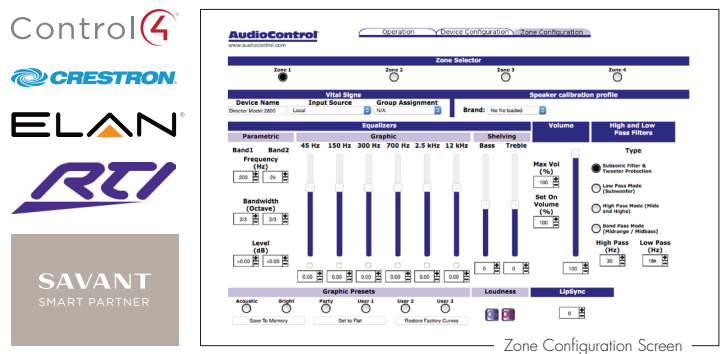 Control4
CRESTRON®
ELAN®
RTI
SAVANT
SMART PARTNER
AudioControl®
www.audiocontrol.com
Operation Device Configuration Zone Configuration
Zone Selector
Zone 1 Zone 2 Zone 3 Zone 4
Vital Signs Speaker calibration profile
Device Name Input Source Group Assignment
Director Model 2600 Local N/A Brand: No file loaded
Equalizers Volume High and Low Pass Filters
Parametric Graphic Shelving
Band1 Band2 45 Hz 150 Hz 300 Hz 700 Hz 2.5 kHz 12 kHz Bass Treble Type
Frequency (Hz)
200 2k
Bandwidth (Octave)
2/3 2/3
Level (dB)
+0.00 +0.00
0.00 0.00 0.00 0.00 0.00 0.00 0 0
Max Vol (%)
100
Set On Volume (%)
100
100
Subsonic Filter & Tweeter Protection
Low Pass Mode (Subwoofer)
High Pass Mode (Mids and Highs)
Band Pass Mode (Midrange / Midbass)
High Pass (Hz) Low Pass (Hz)
30 18k
Graphic Presets Loudness LipSync
Acoustic Bright Party User 1 User 2 User 3
0
Save To Memory Set to Flat Restore Factory Curves
Zone Configuration Screen